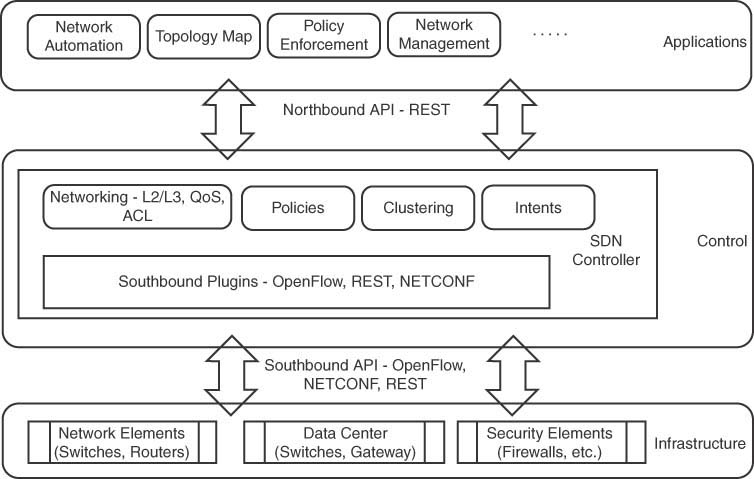 Network
Automation
Topology Map
Policy
Enforcement
Network
Management
.....
Applications
Northbound API - REST
Networking - L2/L3, QoS,
ACL
Policies
Clustering
Intents
SDN
Controller
Control
Southbound Plugins - OpenFlow, REST, NETCONF
Southbound API - OpenFlow,
NETCONF, REST
Network Elements
(Switches, Routers)
Data Center
(Switches, Gateway)
Security Elements
(Firewalls, etc.)
Infrastructure